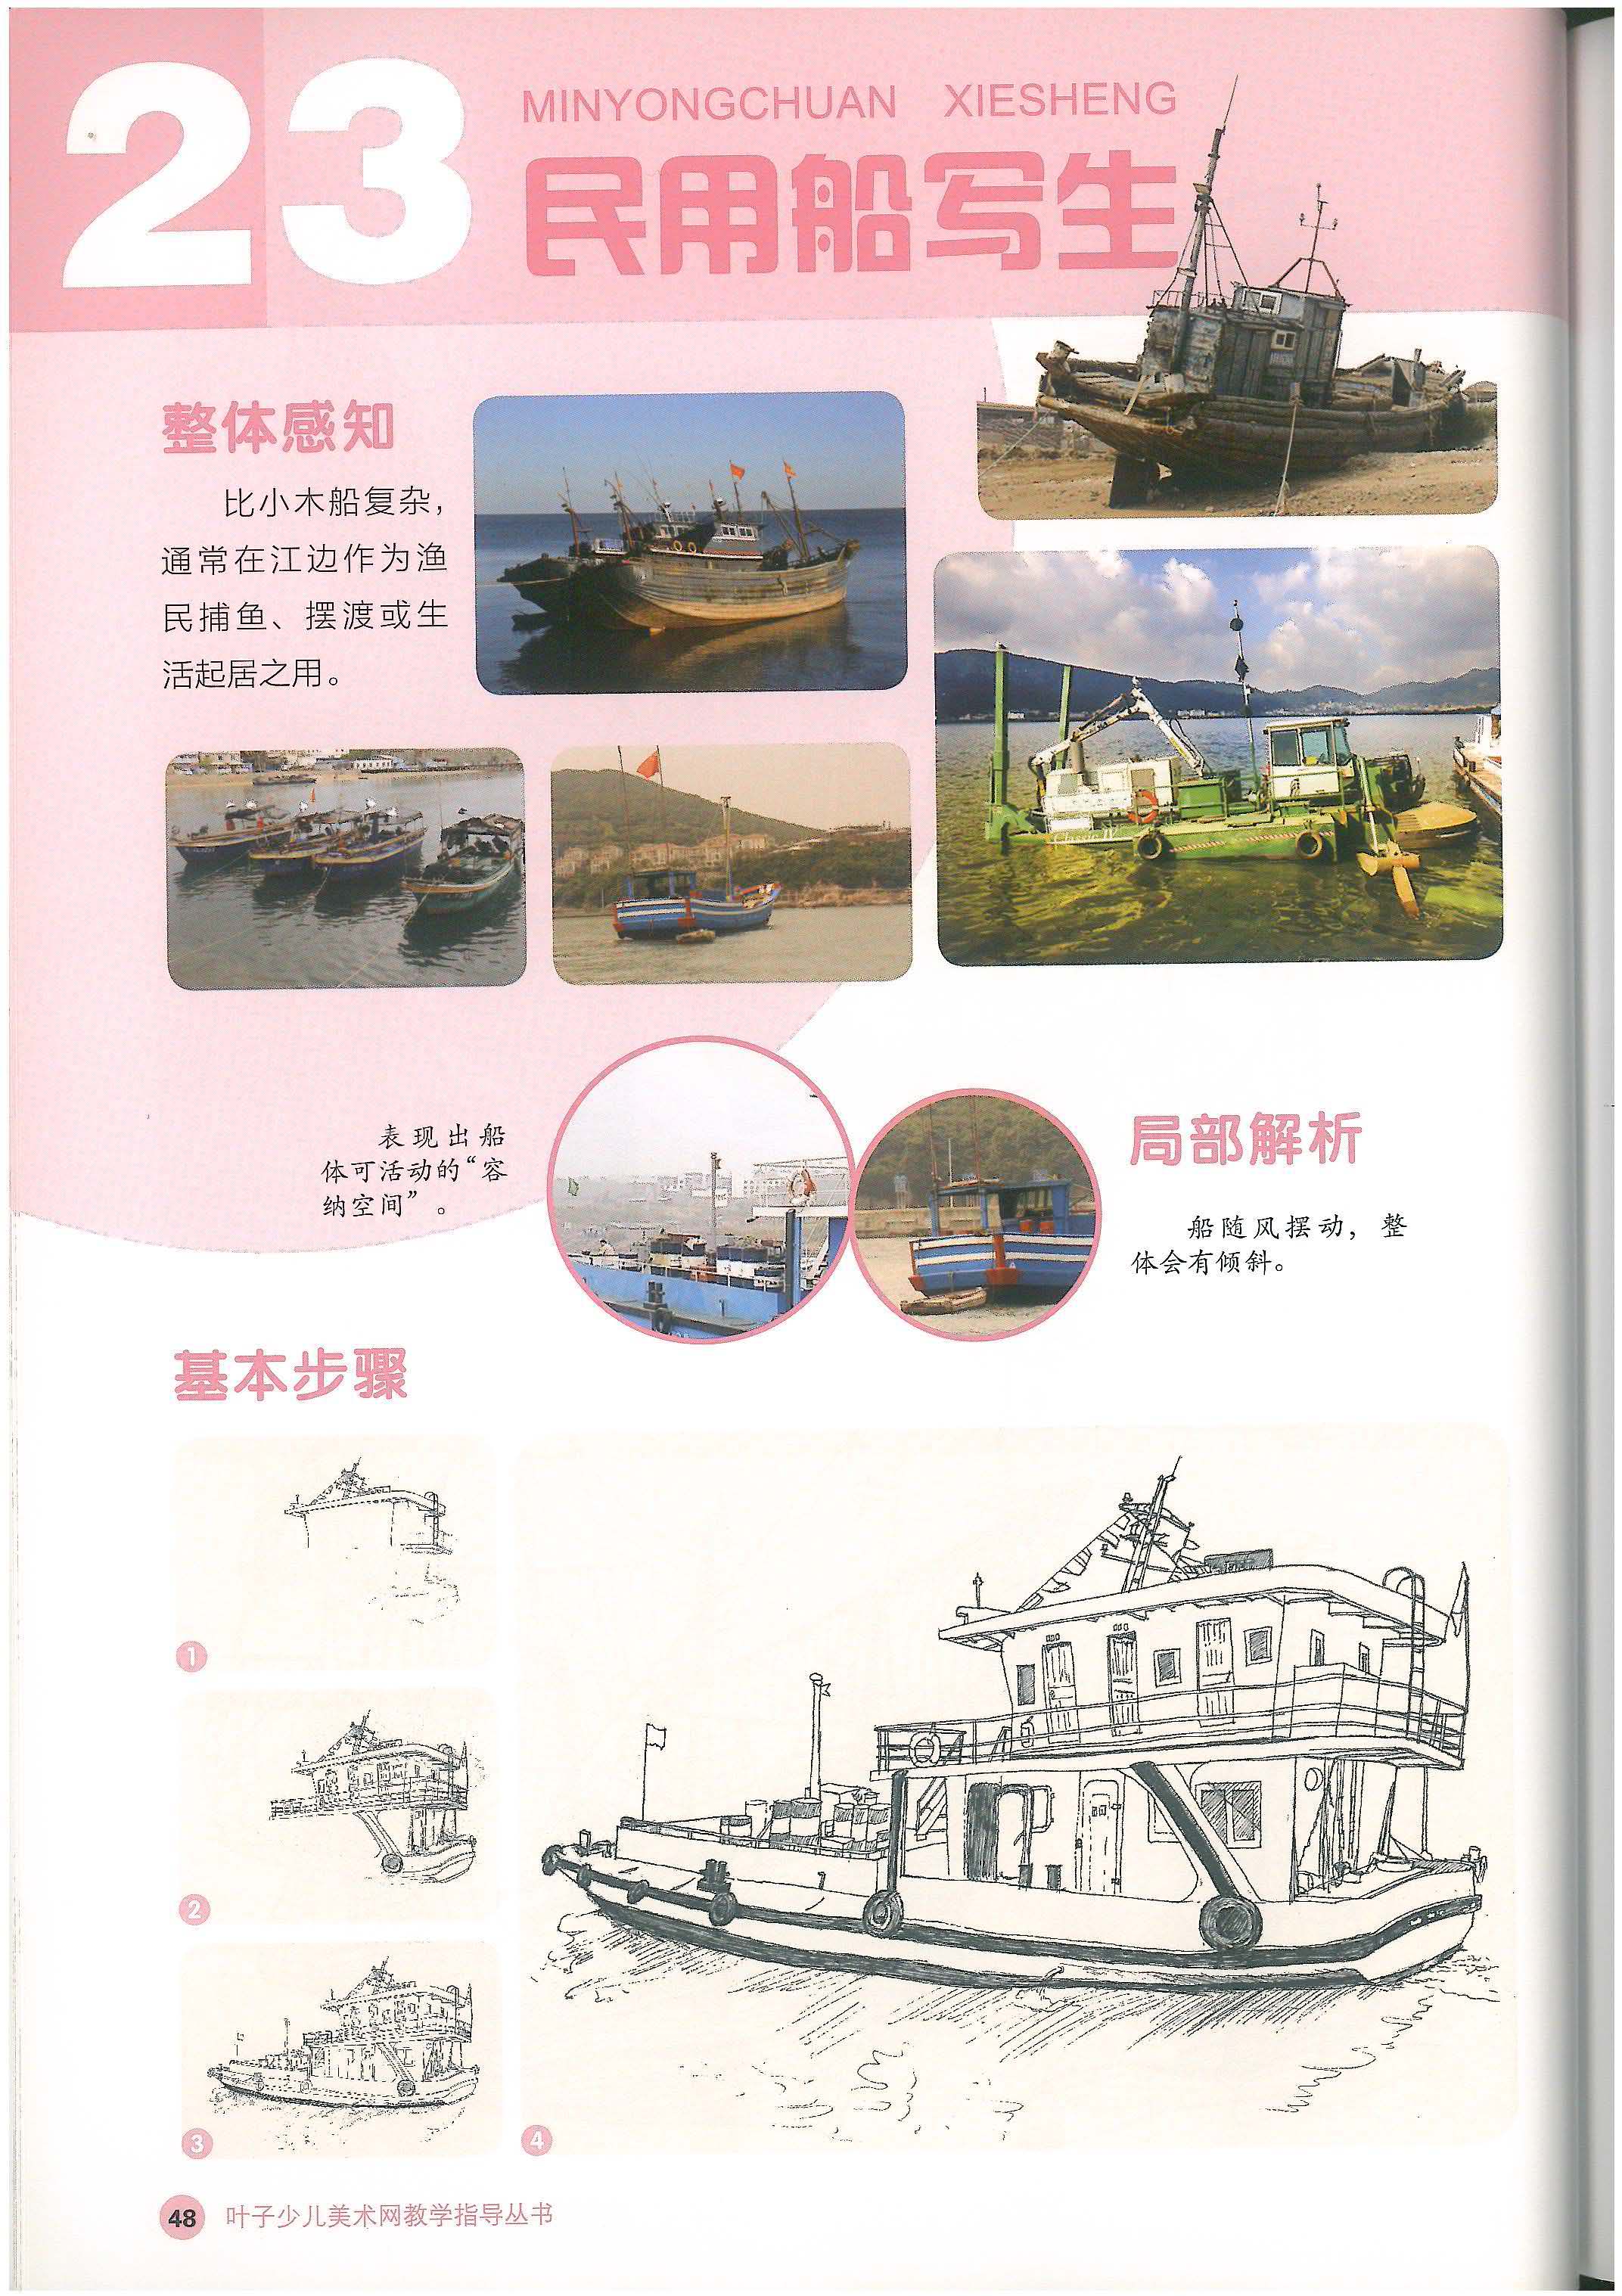 23
MINYONGCHUAN XIESHENG
民用船写生
整体感知
比小木船复杂，
通常在江边作为渔
民捕鱼、摆渡或生
活起居之用。
Classic IV
表现出船
体可活动的“容
纳空间”。
局部解析
船随风摆动，整
体会有倾斜。
基本步骤
1
2
3
4
48 叶子少儿美术网教学指导丛书